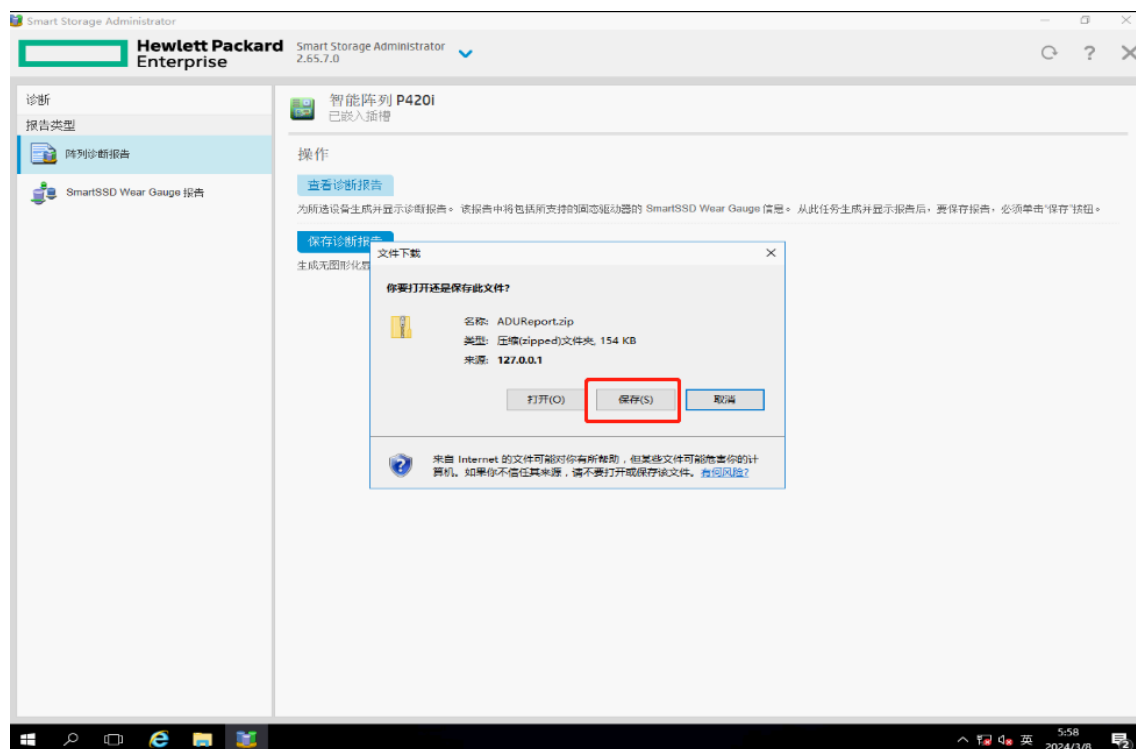 Smart Storage Administrator
Hewlett Packard
Enterprise
Smart Storage Administrator
2.65.7.0
诊断
报告类型
阵列诊断报告
SmartSSD Wear Gauge 报告
智能阵列 P420i
已嵌入插槽
操作
查看诊断报告
为所选设备生成并显示诊断报告。该报告中将包括所支持的固态驱动器的 SmartSSD Wear Gauge 信息。从此任务生成并显示报告后，要保存报告，必须单击“保存”按钮。
保存诊断报告
生成无图形化显
文件下载
你要打开还是保存此文件?
名称: ADUReport.zip
类型: 压缩(zipped)文件夹, 154 KB
来源: 127.0.0.1
打开(O)
保存(S)
取消
来自 Internet 的文件可能对你有所帮助，但某些文件可能危害你的计
算机。如果你不信任其来源，请不要打开或保存该文件。有何风险?
英
5:58
2024/3/8
2